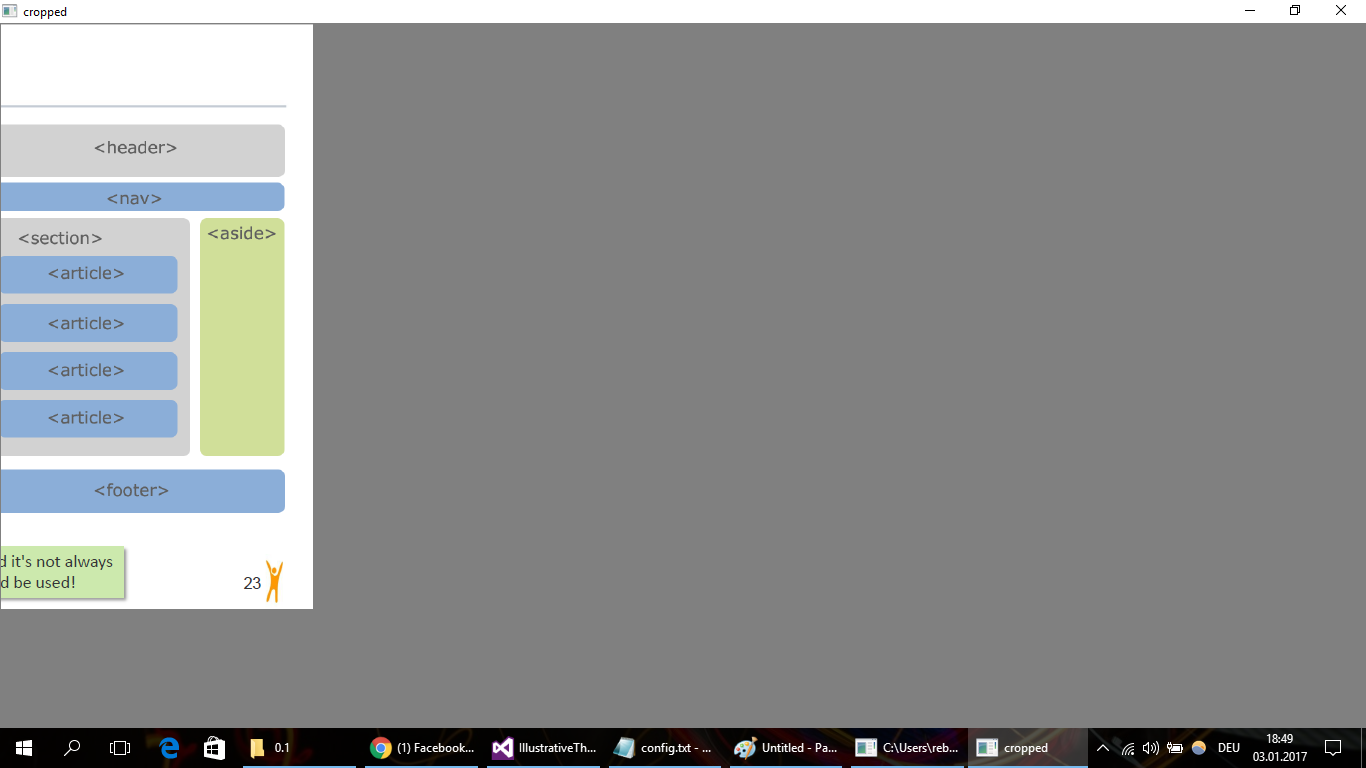 cropped
<header>
<nav>
<section>
<aside>
<article>
<article>
<article>
<article>
<footer>
d it's not always
d be used!
23
0.1
(1) Facebook...
IllustrativeTh...
config.txt - ...
Untitled - Pa...
C:\Users\reb...
cropped
DEU
18:49
03.01.2017